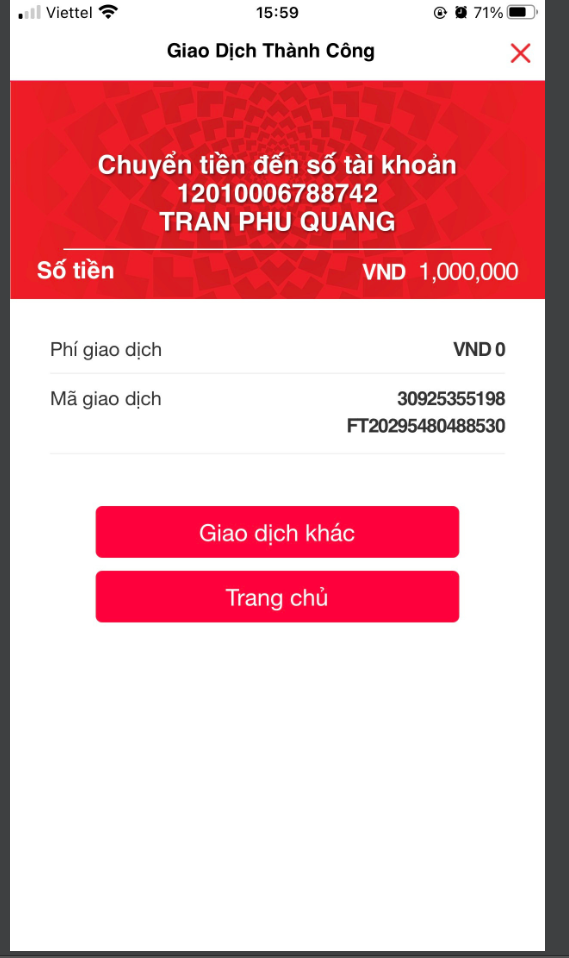 Viettel 15:59 71%
Giao Dịch Thành Công
Chuyển tiền đến số tài khoản
12010006788742
TRAN PHU QUANG
Số tiền VND 1,000,000
Phí giao dịch VND 0
Mã giao dịch 30925355198
FT20295480488530
Giao dịch khác
Trang chủ